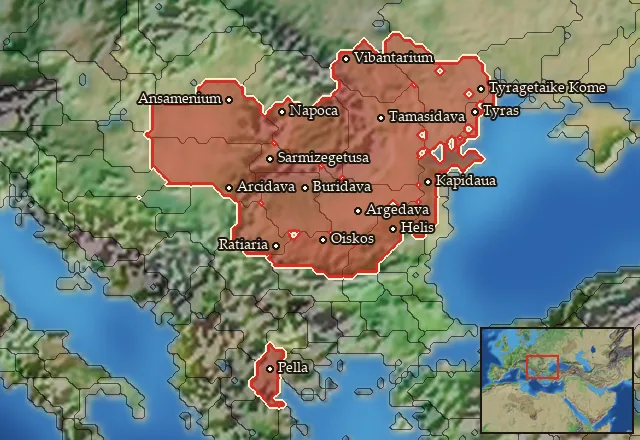 Vibantarium
Tyragetaike Kome
Ansamenium
Napoca
Tamasidava
Tyras
Sarmizegetusa
Arcidava
Buridava
Kapidaua
Argedava
Helis
Ratiaria
Oiskos
Pella